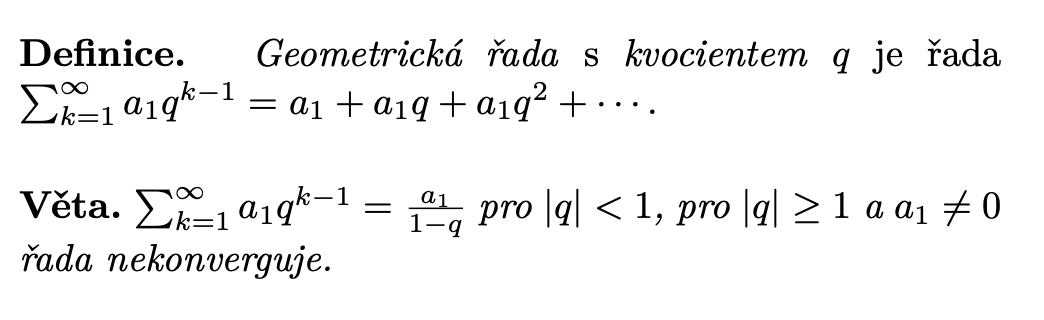 Definice. Geometrická řada s kvocientem q je řada
∑_{k=1}^{∞} a₁q^{k−1} = a₁ + a₁q + a₁q² + ⋯.
Věta. ∑_{k=1}^{∞} a₁q^{k−1} = \frac{a₁}{1−q} pro |q| < 1, pro |q| ≥ 1 a a₁ ≠ 0
řada nekonverguje.